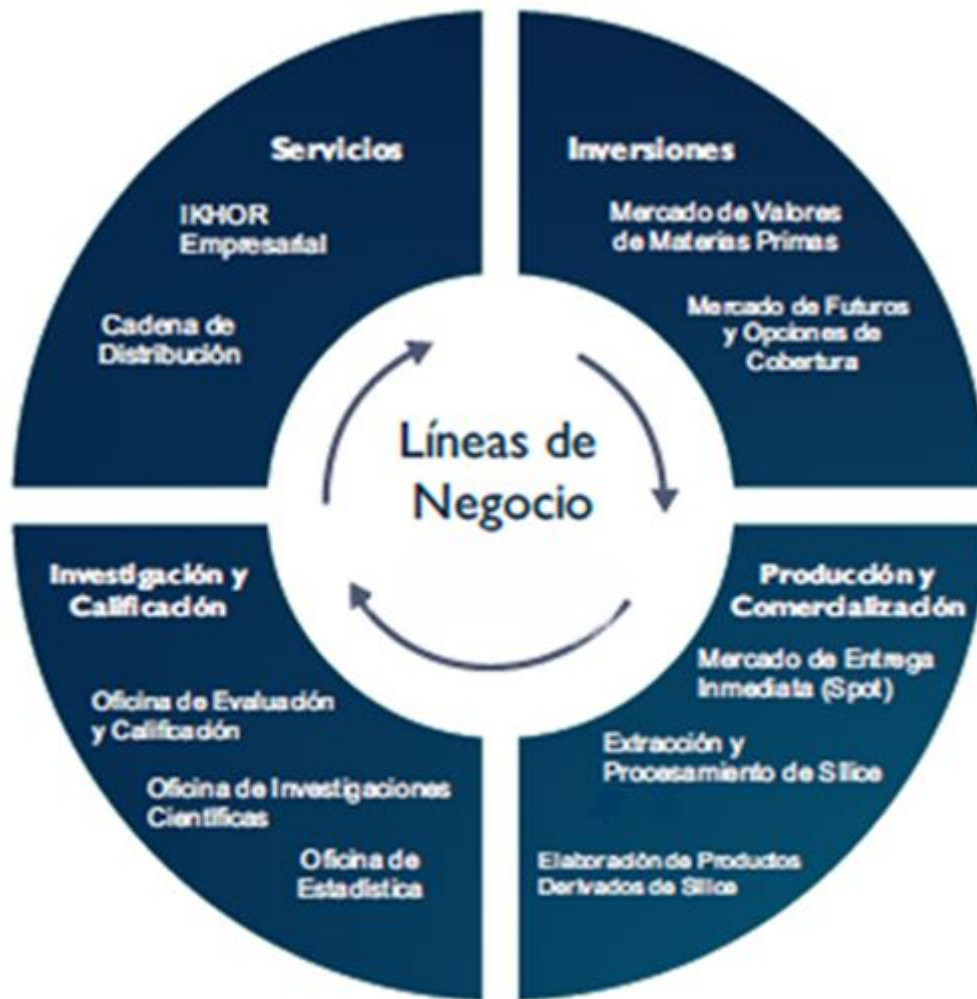 Servicios
IKHOR
Empresarial
Cadena de
Distribución
Inversiones
Mercado de Valores
de Materias Primas
Mercado de Futuros
y Opciones de
Cobertura
Líneas de
Negocio
Investigación y
Calificación
Oficina de Evaluación
y Calificación
Oficina de Investigaciones
Científicas
Oficina de
Estadística
Producción y
Comercialización
Mercado de Entrega
Inmediata (Spot)
Extracción y
Procesamiento de Sílice
Elaboración de Productos
Derivados de Sílice